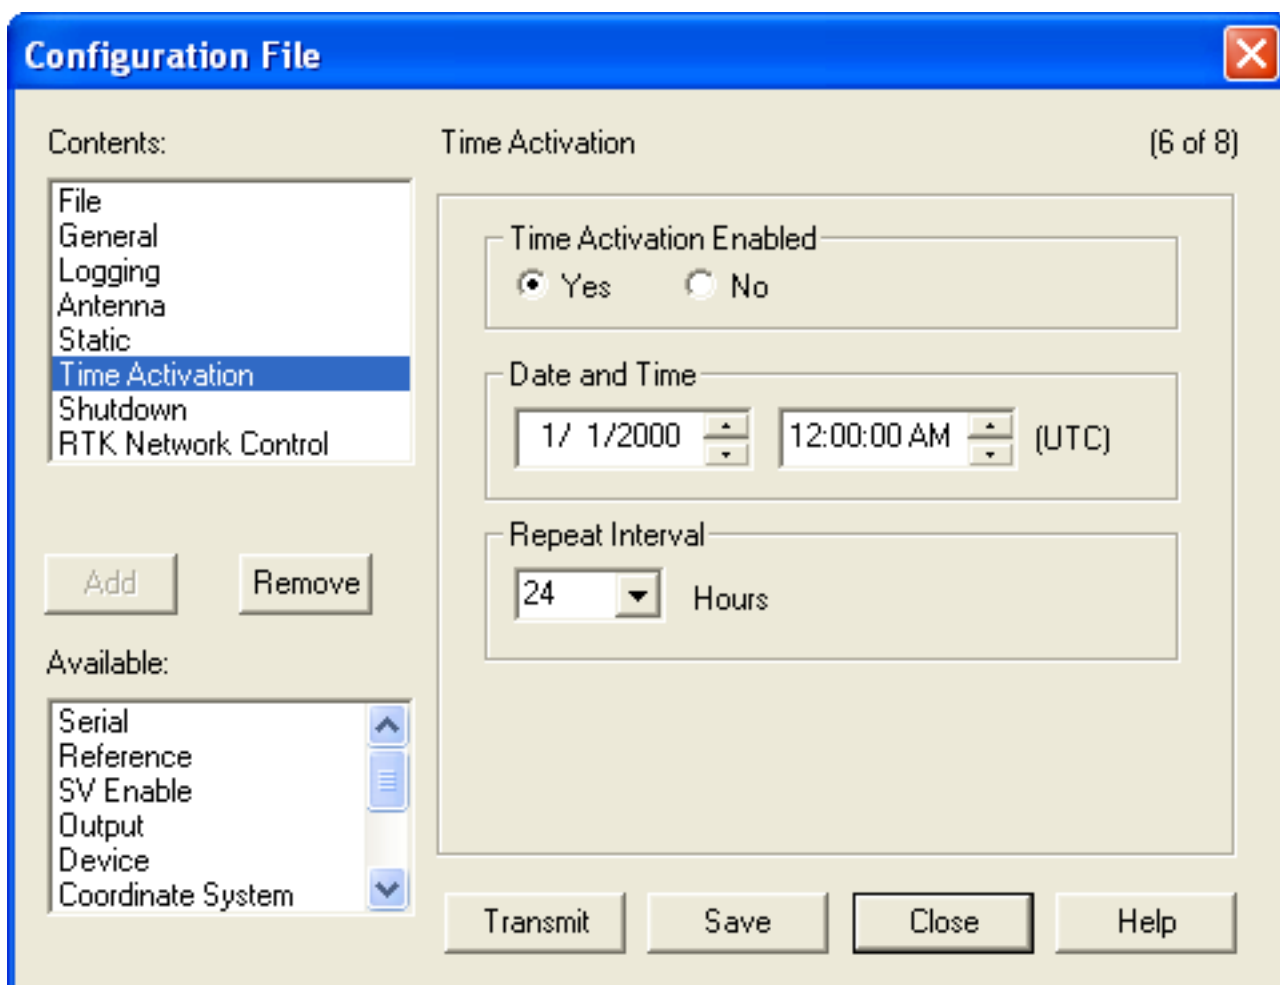 Configuration File
Contents:
File
General
Logging
Antenna
Static
Time Activation
Shutdown
RTK Network Control
Add
Remove
Available:
Serial
Reference
SV Enable
Output
Device
Coordinate System
Time Activation
(6 of 8)
Time Activation Enabled
Yes No
Date and Time
1/ 1/2000 12:00:00 AM (UTC)
Repeat Interval
24 Hours
Transmit Save Close Help